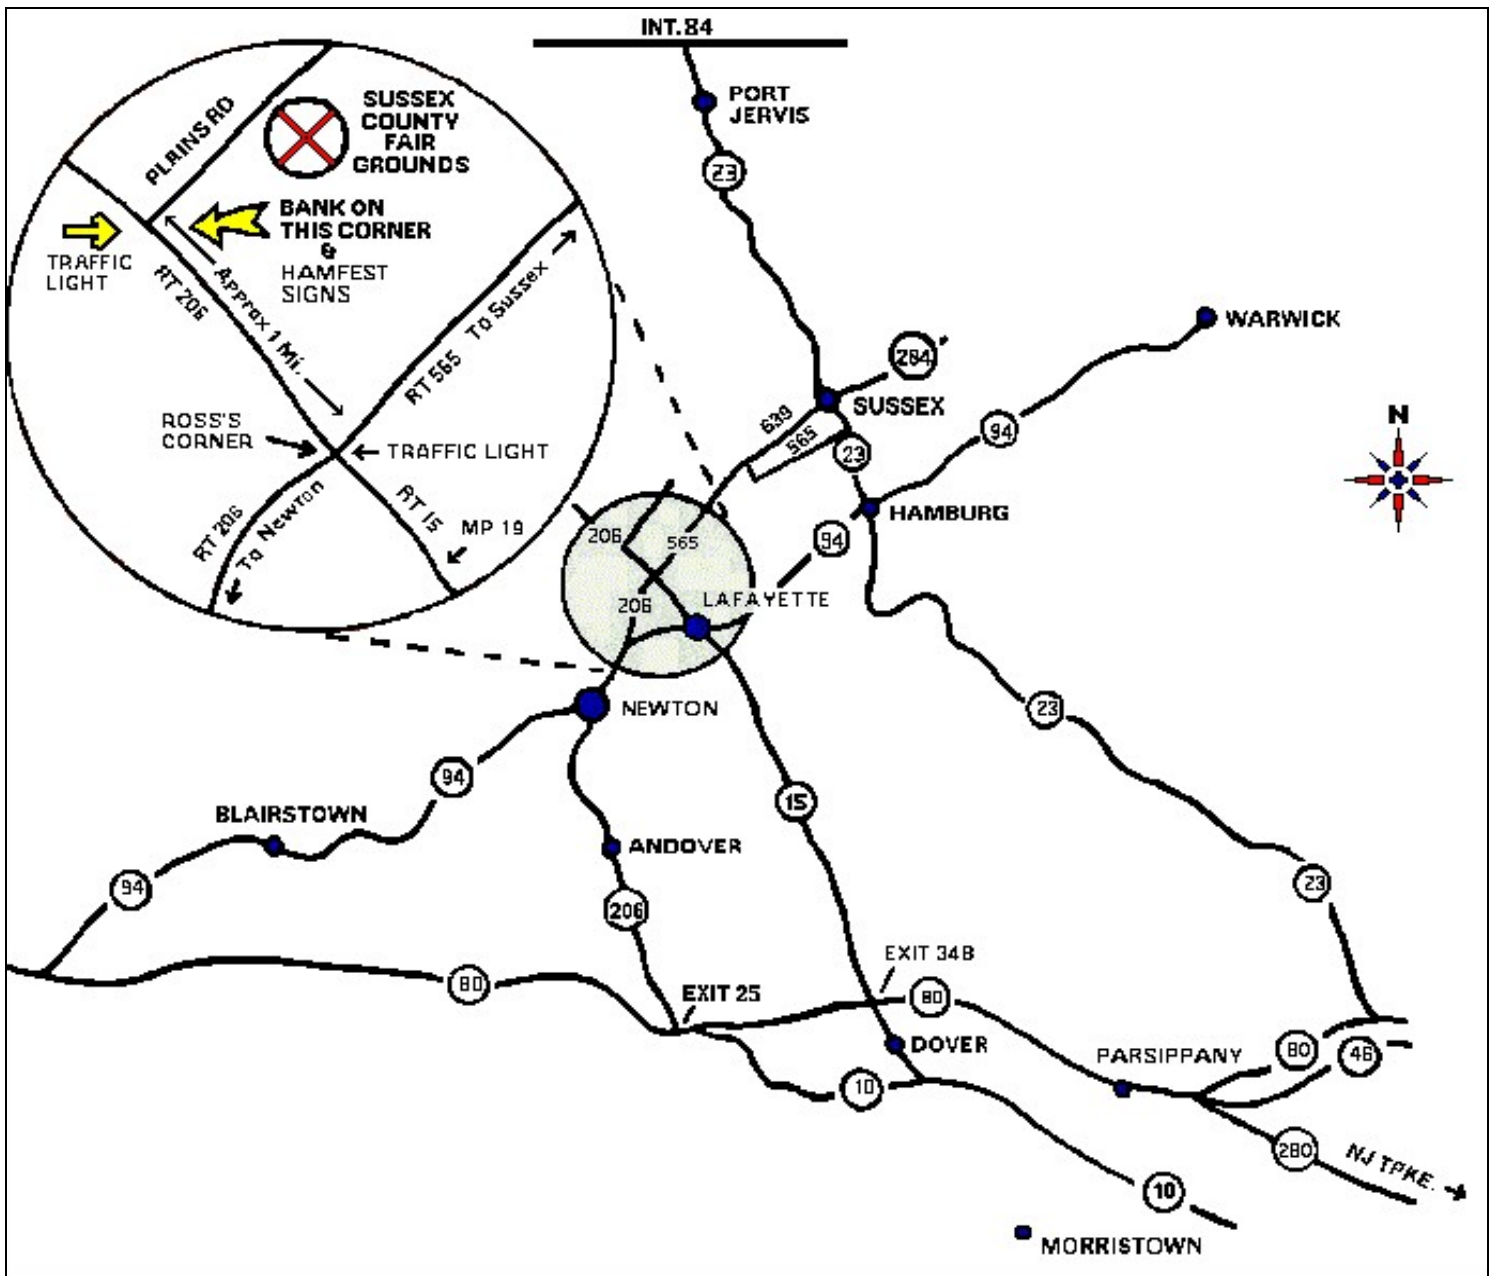 INT.84
PORT
JERVIS
23
SUSSEX
COUNTY
FAIR
GROUNDS
PLAINS RD
BANK ON
THIS CORNER
&
HAMFEST
SIGNS
TRAFFIC
LIGHT
RT 206
Approx 1 Mi.
To Sussex
RT 565
ROSS'S
CORNER
TRAFFIC LIGHT
RT 206
To Newton
RT 15
MP 19
WARWICK
284
SUSSEX
639
565
23
94
N
HAMBURG
94
206
565
206
LAFAYETTE
NEWTON
23
94
15
BLAIRSTOWN
ANDOVER
94
206
23
EXIT 34B
80
EXIT 25
80
DOVER
PARSIPPANY
80
46
10
280
NJ TPKE.
10
MORRISTOWN